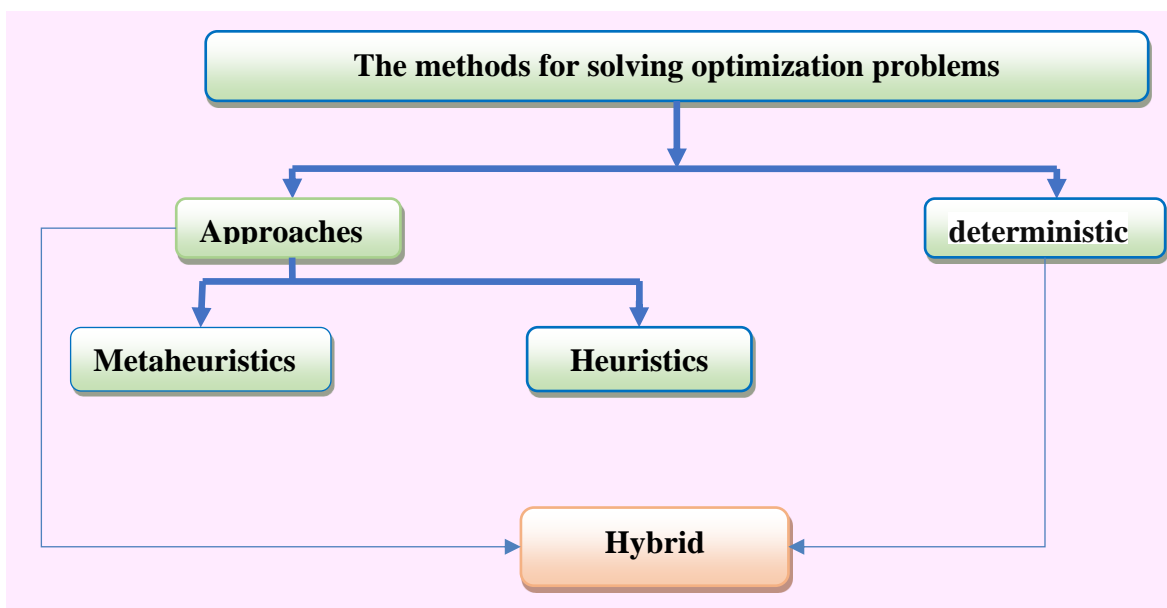 The methods for solving optimization problems
Approaches
deterministic
Metaheuristics
Heuristics
Hybrid